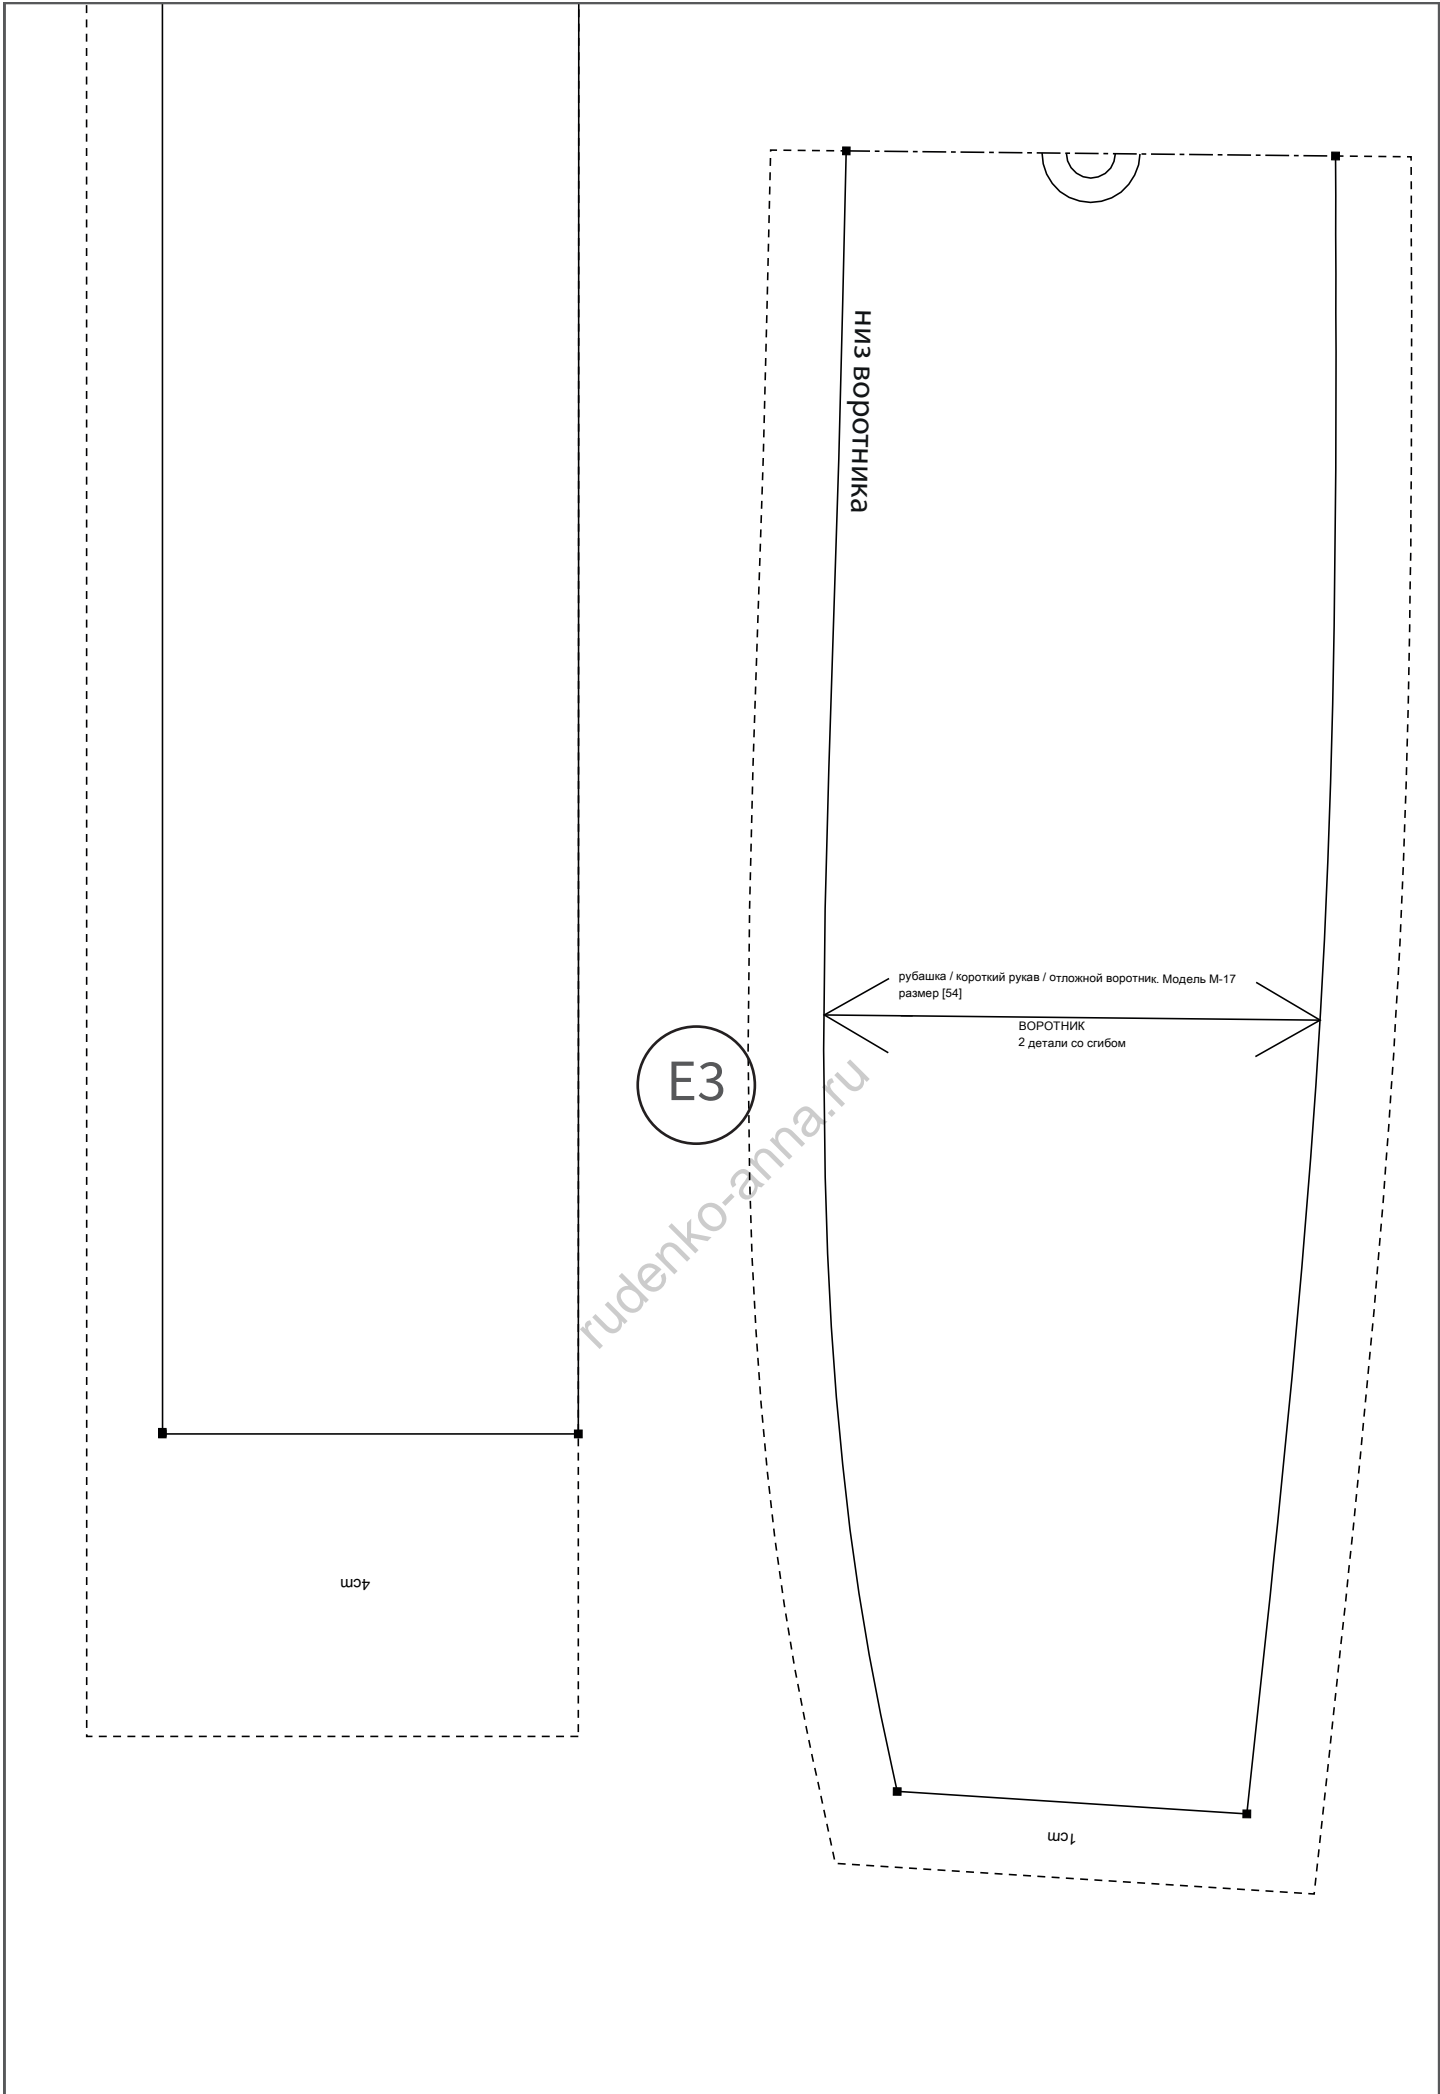 низ воротника
рубашка / короткий рукав / отложной воротник. Модель М-17
размер [54]
ВОРОТНИК
2 детали со сгибом
E3
rudenko-anna.ru
4cm
1cm